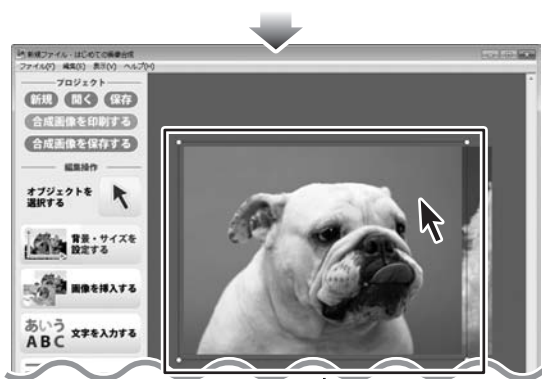 新規ファイル - はじめての画像合成
ファイル(F) 編集(E) 表示(V) ヘルプ(H)
プロジェクト
新規 開く 保存
合成画像を印刷する
合成画像を保存する
編集操作
オブジェクトを
選択する
背景・サイズを
設定する
画像を挿入する
あいう
ABC
文字を入力する